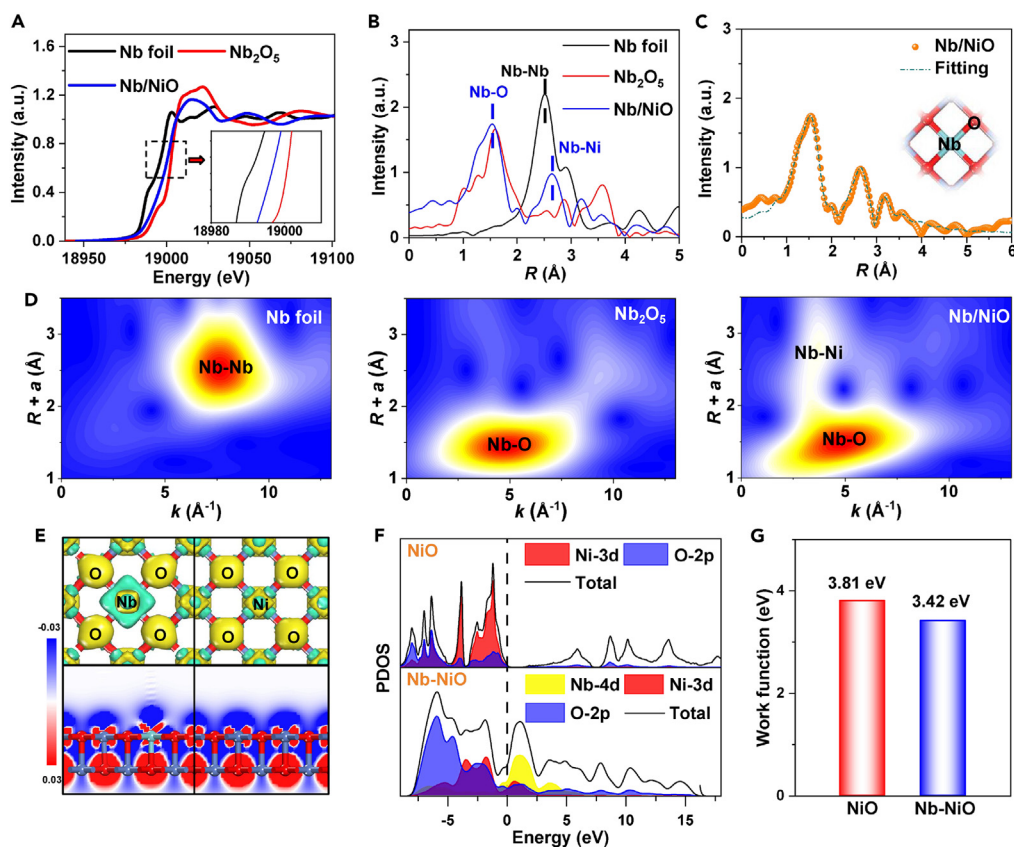 A
Nb foil
Nb₂O₅
Nb/NiO
Intensity (a.u.)
1.6
1.2
0.8
0.4
0.0
18980
19000
18950
19000
19050
19100
Energy (eV)
B
Nb foil
Nb₂O₅
Nb/NiO
Nb-Nb
Nb-O
Nb-Ni
Intensity (a.u.)
3
2
1
0
0
1
2
3
4
5
R (Å)
C
Nb/NiO
Fitting
O
Nb
Intensity (a.u.)
3
2
1
0
0
1
2
3
4
5
6
R (Å)
D
Nb foil
Nb-Nb
R + a (Å)
3
2
1
0
5
10
k (Å⁻¹)
Nb₂O₅
Nb-O
R + a (Å)
3
2
1
0
5
10
k (Å⁻¹)
Nb/NiO
Nb-Ni
Nb-O
R + a (Å)
3
2
1
0
5
10
k (Å⁻¹)
E
O O O O
Nb Ni
O O O O
-0.03
0.03
F
NiO
Ni-3d
O-2p
Total
Nb-NiO
Nb-4d
Ni-3d
O-2p
Total
PDOS
-5
0
5
10
15
Energy (eV)
G
3.81 eV
3.42 eV
Work function (eV)
4
2
0
NiO
Nb-NiO